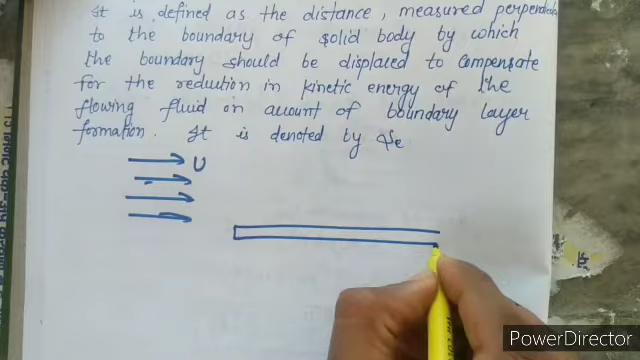 It is defined as the distance, measured
to the boundary of solid body by which
the boundary should be displaced to compensate
for the reduction in kinetic energy of the
flowing fluid on account of boundary layer
formation. It is denoted by δe
U
PowerDirector